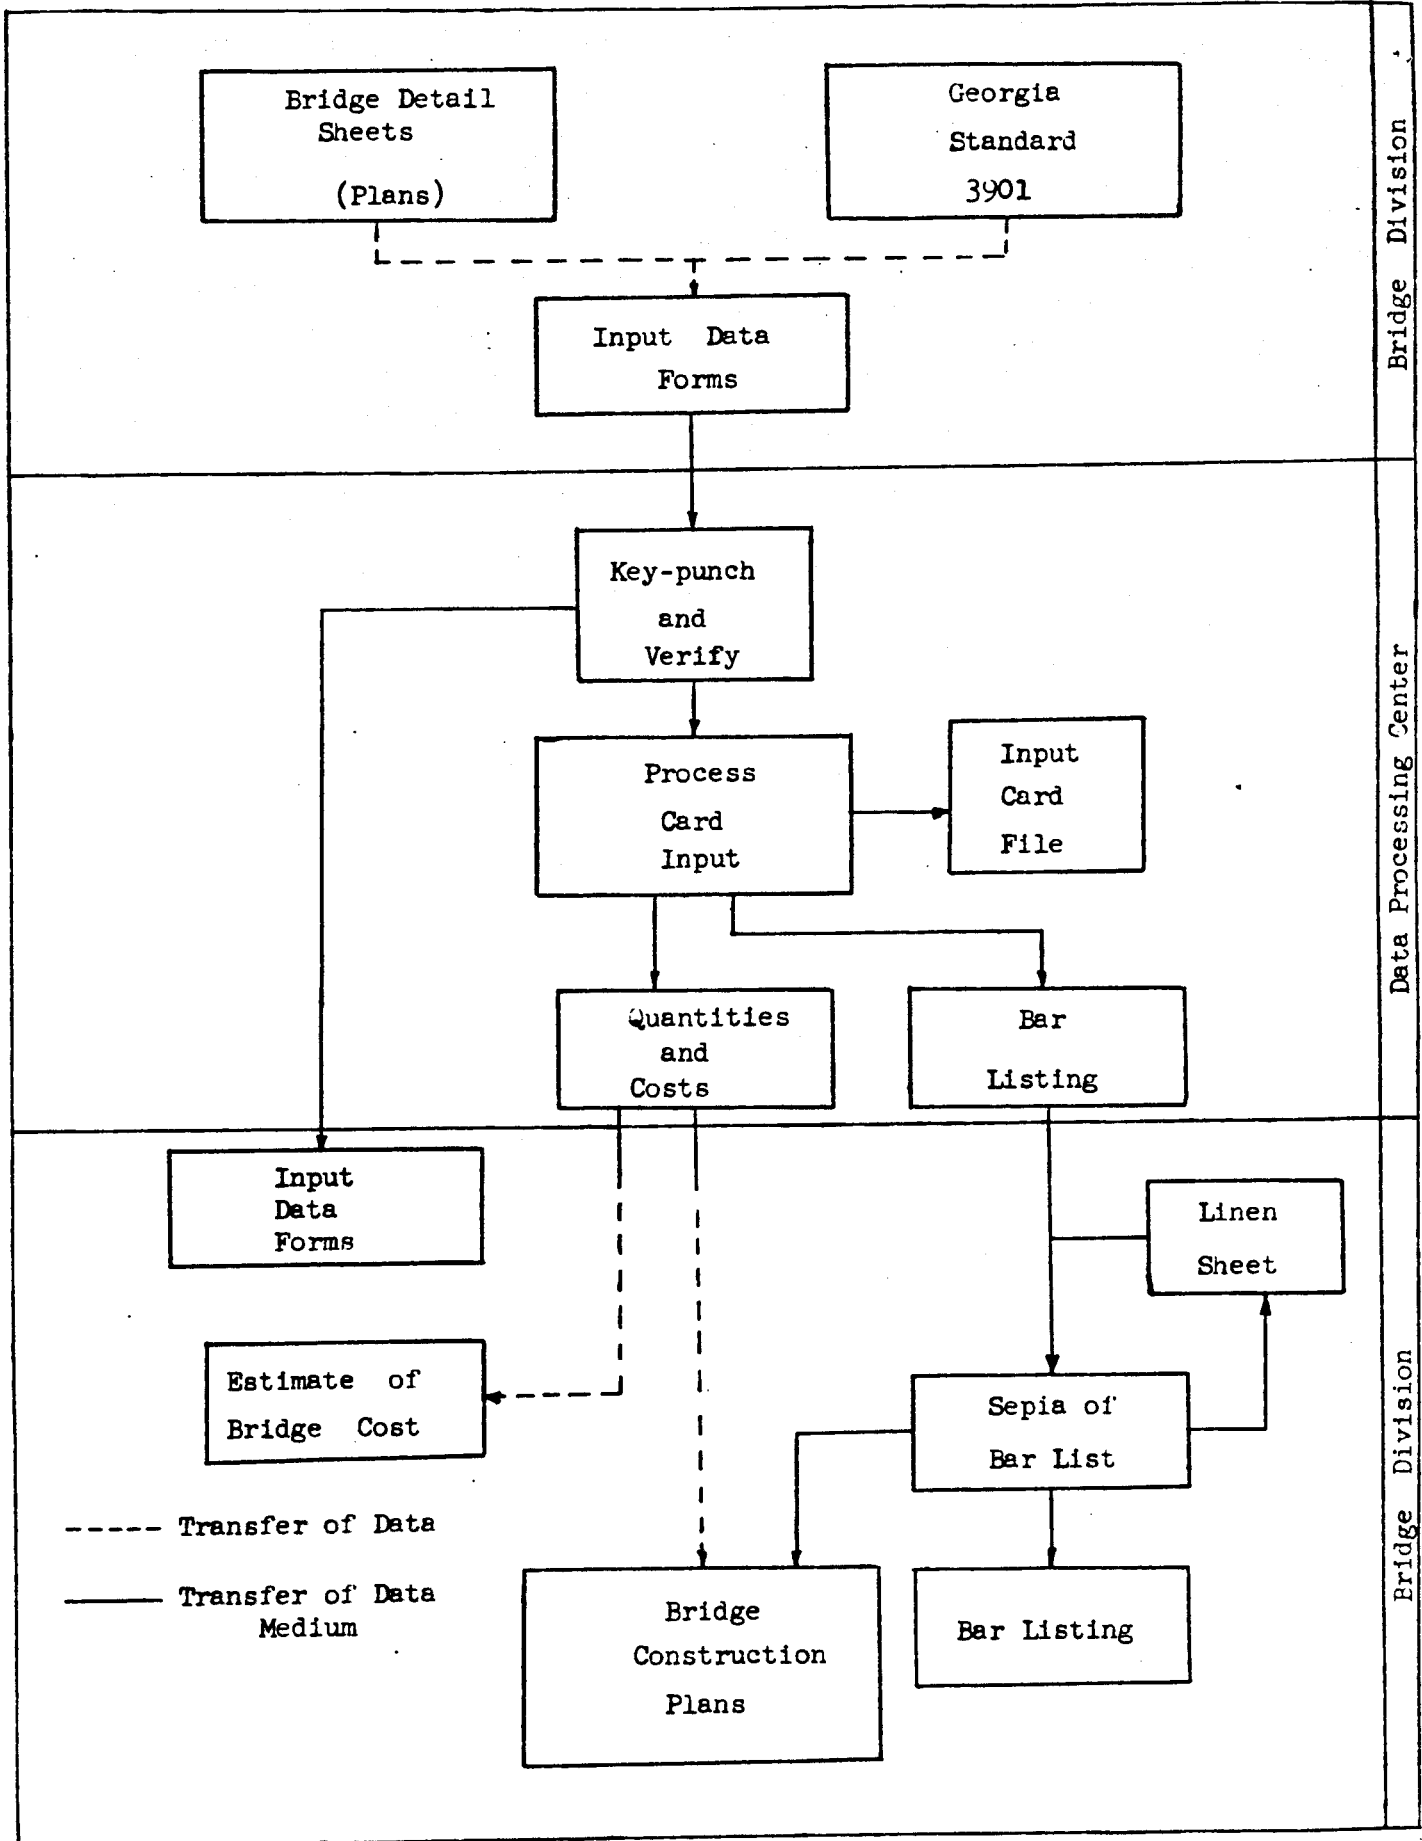 Bridge Detail
Sheets
(Plans)
Georgia
Standard
3901
Input Data
Forms
Bridge Division
Key-punch
and
Verify
Process
Card
Input
Input
Card
File
Quantities
and
Costs
Bar
Listing
Data Processing Center
Input
Data
Forms
Linen
Sheet
Estimate of
Bridge Cost
Sepia of
Bar List
----- Transfer of Data
Transfer of Data
Medium
Bridge
Construction
Plans
Bar Listing
Bridge Division